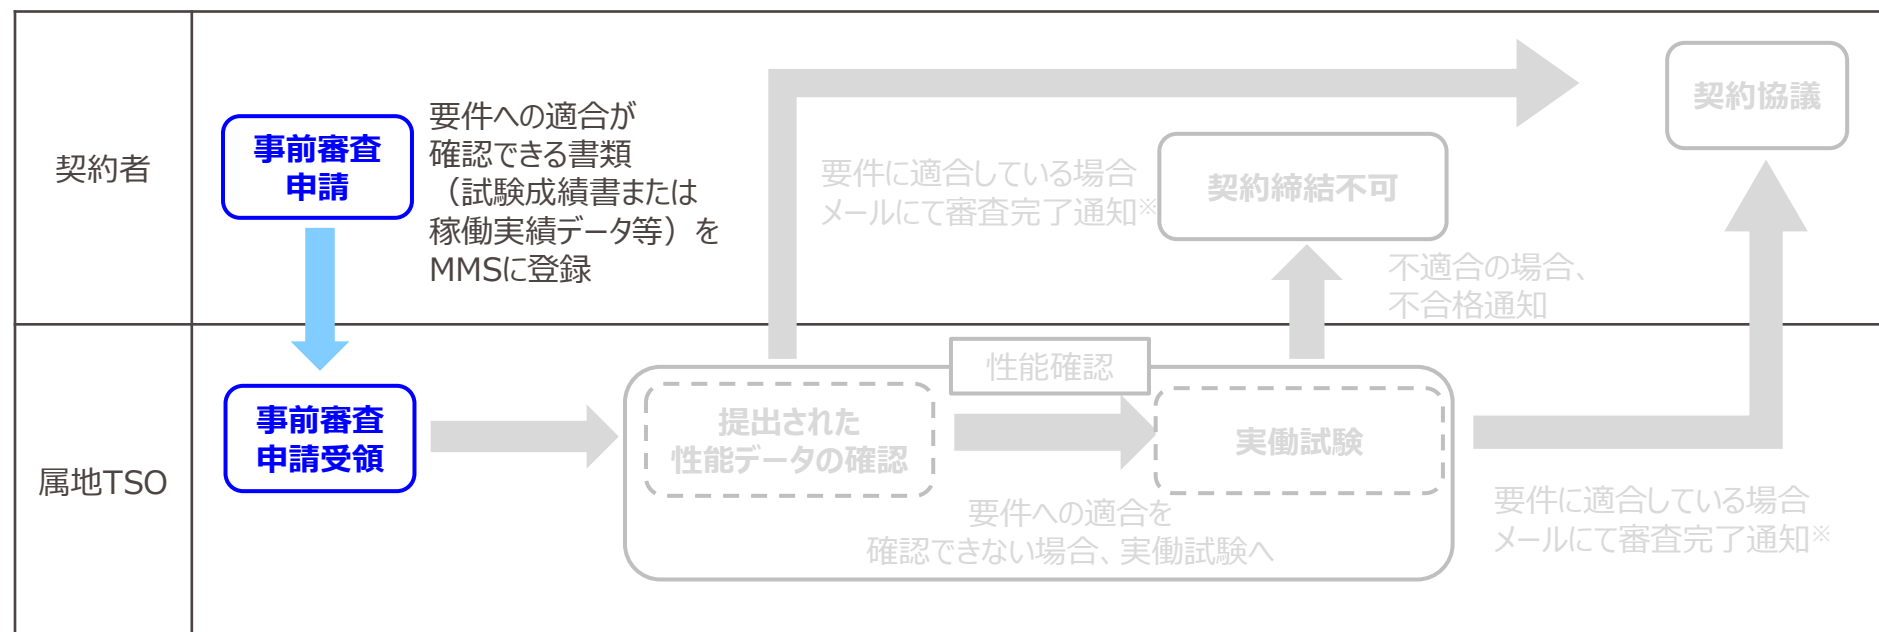 契約者
事前審査
申請
要件への適合が
確認できる書類
（試験成績書または
稼働実績データ等）を
MMSに登録
要件に適合している場合
メールにて審査完了通知※
契約締結不可
契約協議
不適合の場合、
不合格通知
属地TSO
事前審査
申請受領
性能確認
提出された
性能データの確認
実働試験
要件への適合を
確認できない場合、実働試験へ
要件に適合している場合
メールにて審査完了通知※